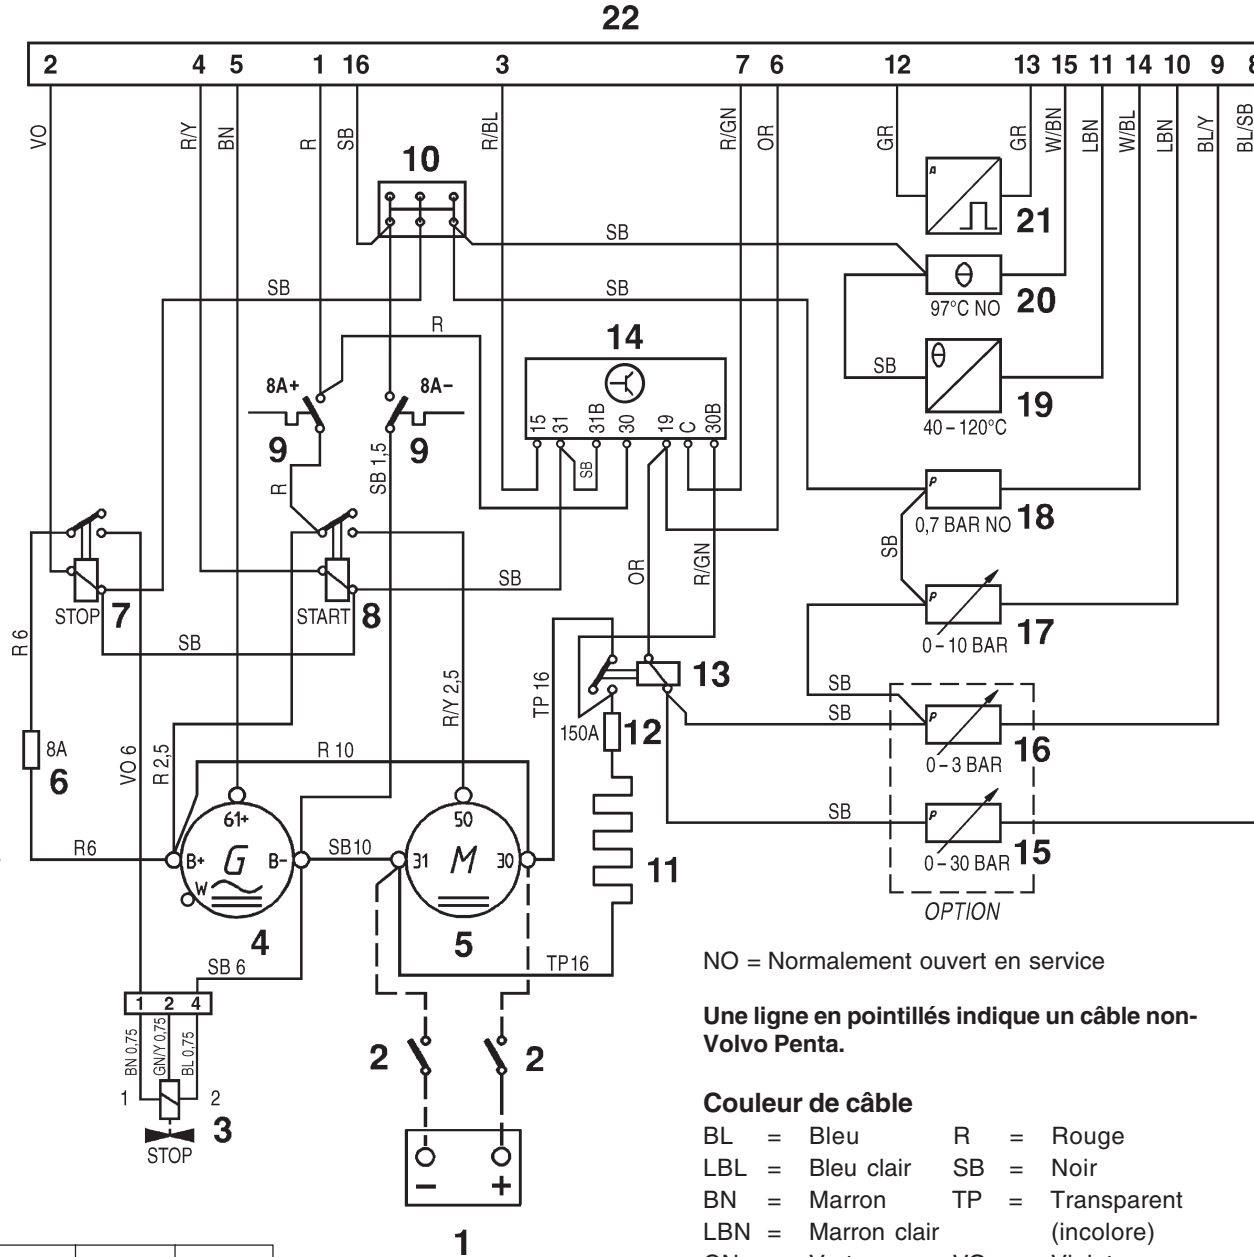 22
2 4 5 1 16 3 7 6 12 13 15 11 14 10 9
VO R/Y BN R SB R/BL R/GN OR GR GR W/BN LBN W/BL LBN BL/Y BL/SB
10
21
SB
20
97°C NO
SB SB
R
14
SB
19
40–120°C
8A+ 8A–
9 9
15 31 31B 30 19 C 30B
SB
R SB 1,5
P
18
0,7 BAR NO
SB
OR R/GN
SB
STOP 7
START 8
P
17
0–10 BAR
R 6
SB
13
SB
TP 16
R/Y 2,5
150A 12
SB
P
16
0–3 BAR
8A
6
VO 6
R 2,5
R 10
61+
50
SB
P
15
0–30 BAR
OPTION
R6
B+ G B-
W
SB10
31 M 30
11
4
5
SB 6
TP16
1 2 4
BN 0,75
GN/Y 0,75
BL 0,75
1 2
3
STOP
2 2
– +
1
NO = Normalement ouvert en service
Une ligne en pointillés indique un câble non-
Volvo Penta.
Couleur de câble
BL = Bleu R = Rouge
LBL = Bleu clair SB = Noir
BN = Marron TP = Transparent
LBN = Marron clair (incolore)